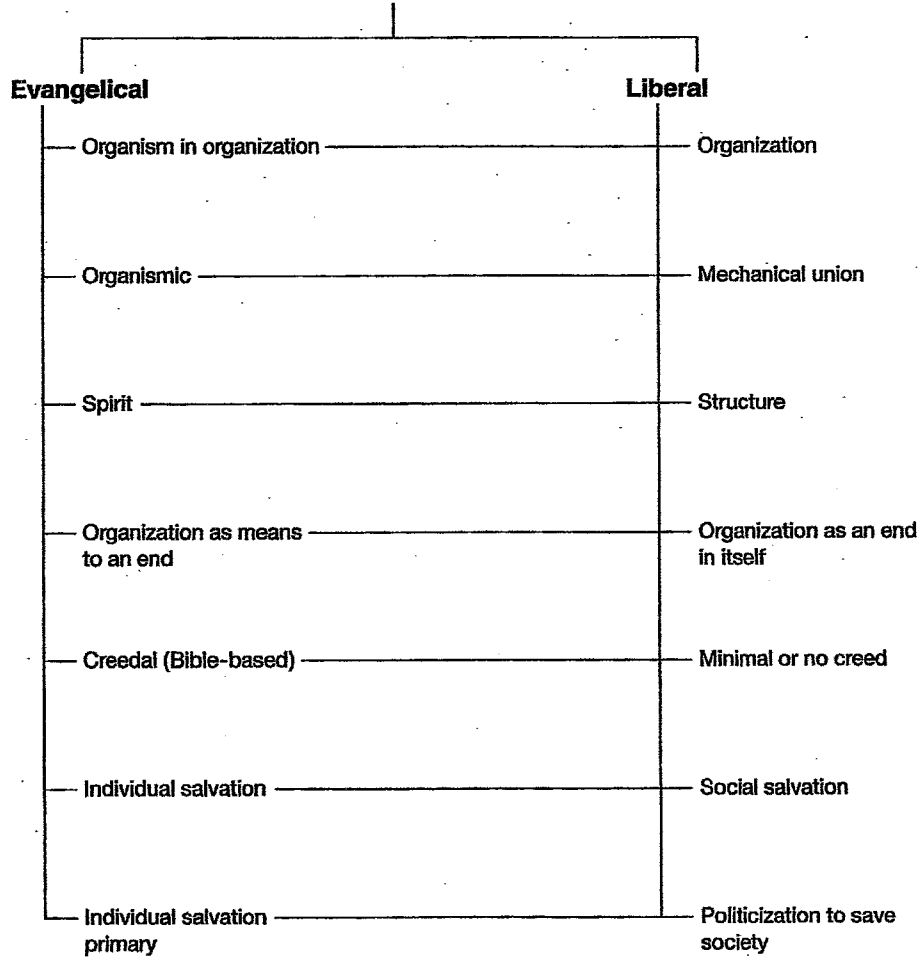 Evangelical Liberal
Organism in organization Organization
Organismic Mechanical union
Spirit Structure
Organization as means Organization as an end
to an end in itself
Creedal (Bible-based) Minimal or no creed
Individual salvation Social salvation
Individual salvation Politicization to save
primary society